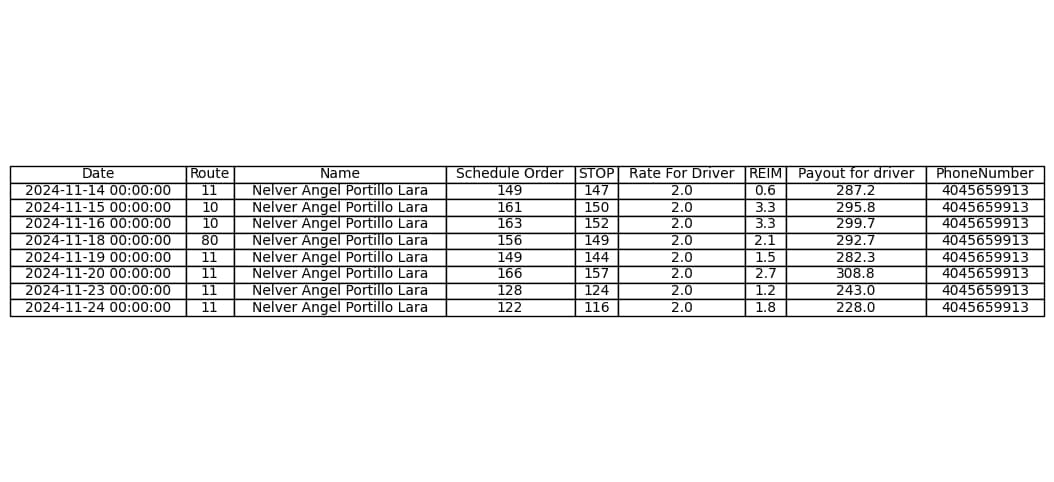 Date Route Name Schedule Order STOP Rate For Driver REIM Payout for driver PhoneNumber
2024-11-14 00:00:00 11 Nelver Angel Portillo Lara 149 147 2.0 0.6 287.2 4045659913
2024-11-15 00:00:00 10 Nelver Angel Portillo Lara 161 150 2.0 3.3 295.8 4045659913
2024-11-16 00:00:00 10 Nelver Angel Portillo Lara 163 152 2.0 3.3 299.7 4045659913
2024-11-18 00:00:00 80 Nelver Angel Portillo Lara 156 149 2.0 2.1 292.7 4045659913
2024-11-19 00:00:00 11 Nelver Angel Portillo Lara 149 144 2.0 1.5 282.3 4045659913
2024-11-20 00:00:00 11 Nelver Angel Portillo Lara 166 157 2.0 2.7 308.8 4045659913
2024-11-23 00:00:00 11 Nelver Angel Portillo Lara 128 124 2.0 1.2 243.0 4045659913
2024-11-24 00:00:00 11 Nelver Angel Portillo Lara 122 116 2.0 1.8 228.0 4045659913